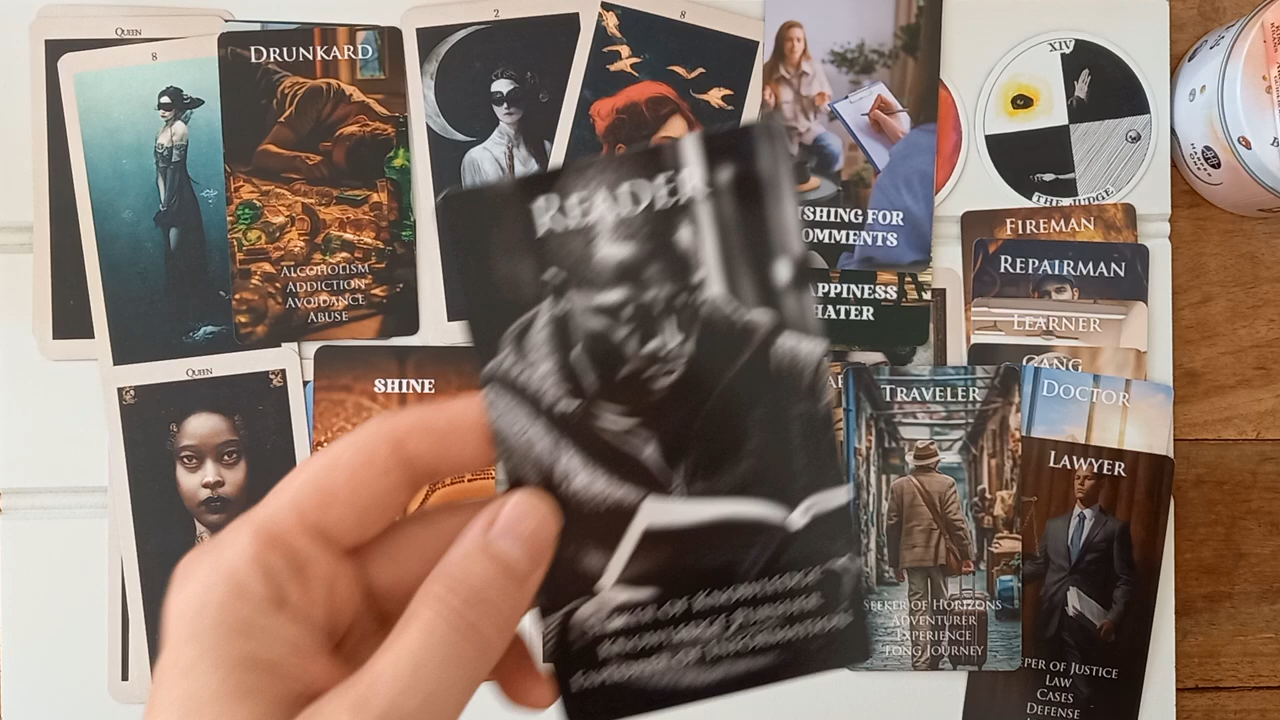 Queen
8
Drunkard
Alcoholism
Addiction
Avoidance
Abuse
2
8
ISHING FOR
OMMENTS
APPINESS
HATER
XIV
THE JUDGE
Fireman
Repairman
Learner
Gang
Doctor
Lawyer
PER OF JUSTICE
Law
Cases
Defense
Traveler
Seeker of Horizons
Adventurer
Experience
Long Journey
Reader
Queen
SHINE